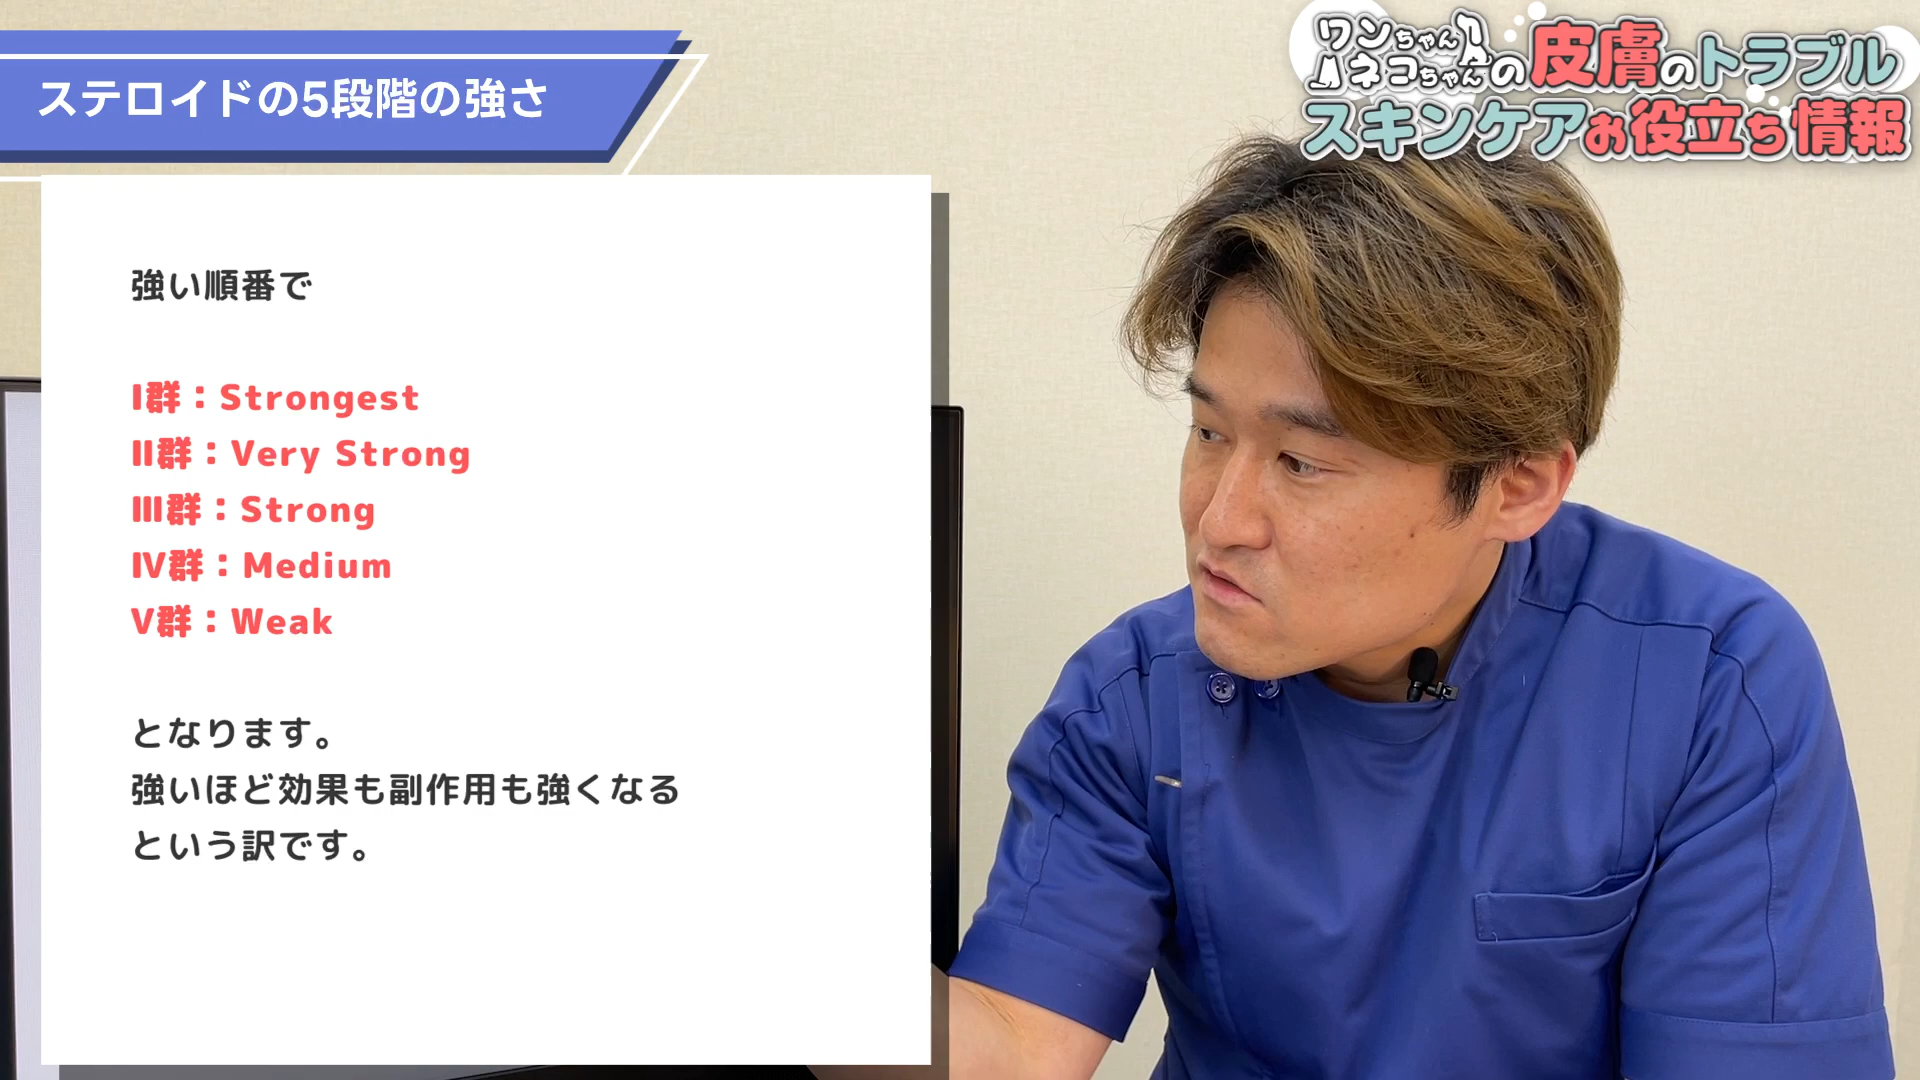 ステロイドの5段階の強さ
ワンちゃん
ネコちゃん
の皮膚のトラブル
スキンケアお役立ち情報
強い順番で
Ⅰ群：Strongest
Ⅱ群：Very Strong
Ⅲ群：Strong
Ⅳ群：Medium
Ⅴ群：Weak
となります。
強いほど効果も副作用も強くなる
という訳です。